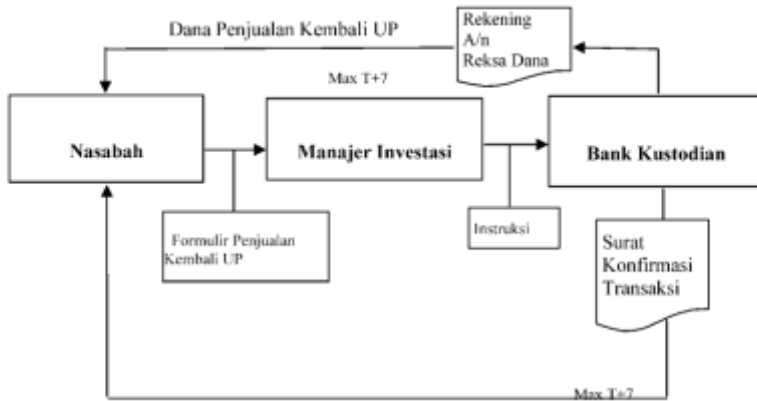 Dana Penjualan Kembali UP
Rekening
A/n
Reksa Dana
Max T+7
Nasabah
Manajer Investasi
Bank Kustodian
Formulir Penjualan
Kembali UP
Instruksi
Surat
Konfirmasi
Transaksi
Max T+7